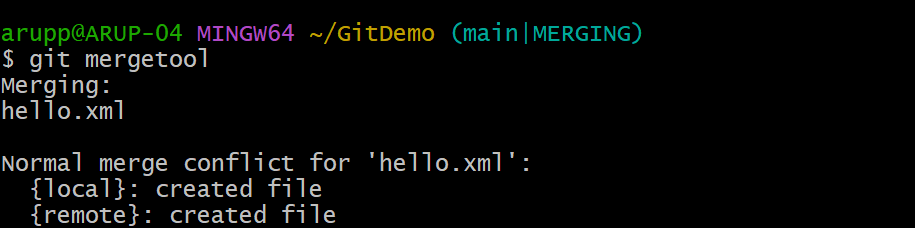 arupp@ARUP-04 MINGW64 ~/GitDemo (main|MERGING)
$ git mergetool
Merging:
hello.xml
Normal merge conflict for 'hello.xml':
{local}: created file
{remote}: created file